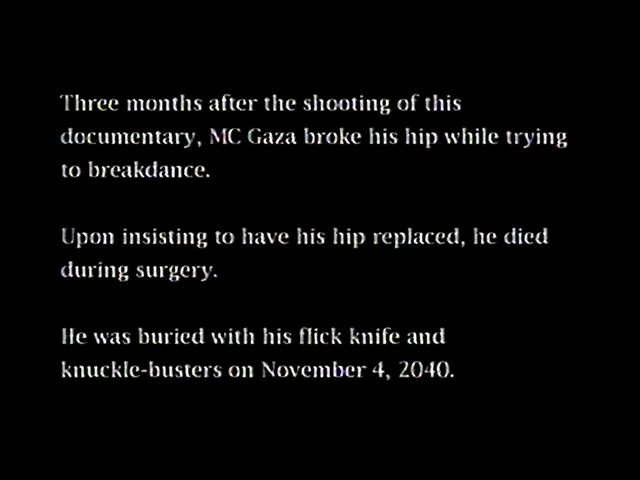 Three months after the shooting of this
documentary, MC Gaza broke his hip while trying
to breakdance.
Upon insisting to have his hip replaced, he died
during surgery.
He was buried with his flick knife and
knuckle-busters on November 4, 2040.